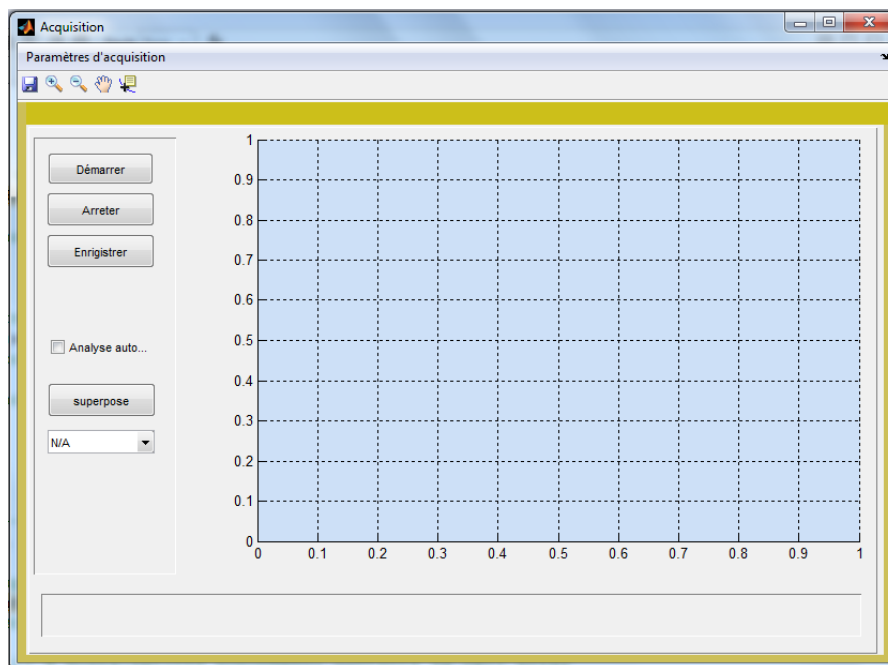 Acquisition
Paramètres d'acquisition
Démarrer
Arreter
Enrigistrer
Analyse auto...
superpose
N/A
1
0.9
0.8
0.7
0.6
0.5
0.4
0.3
0.2
0.1
0
0 0.1 0.2 0.3 0.4 0.5 0.6 0.7 0.8 0.9 1